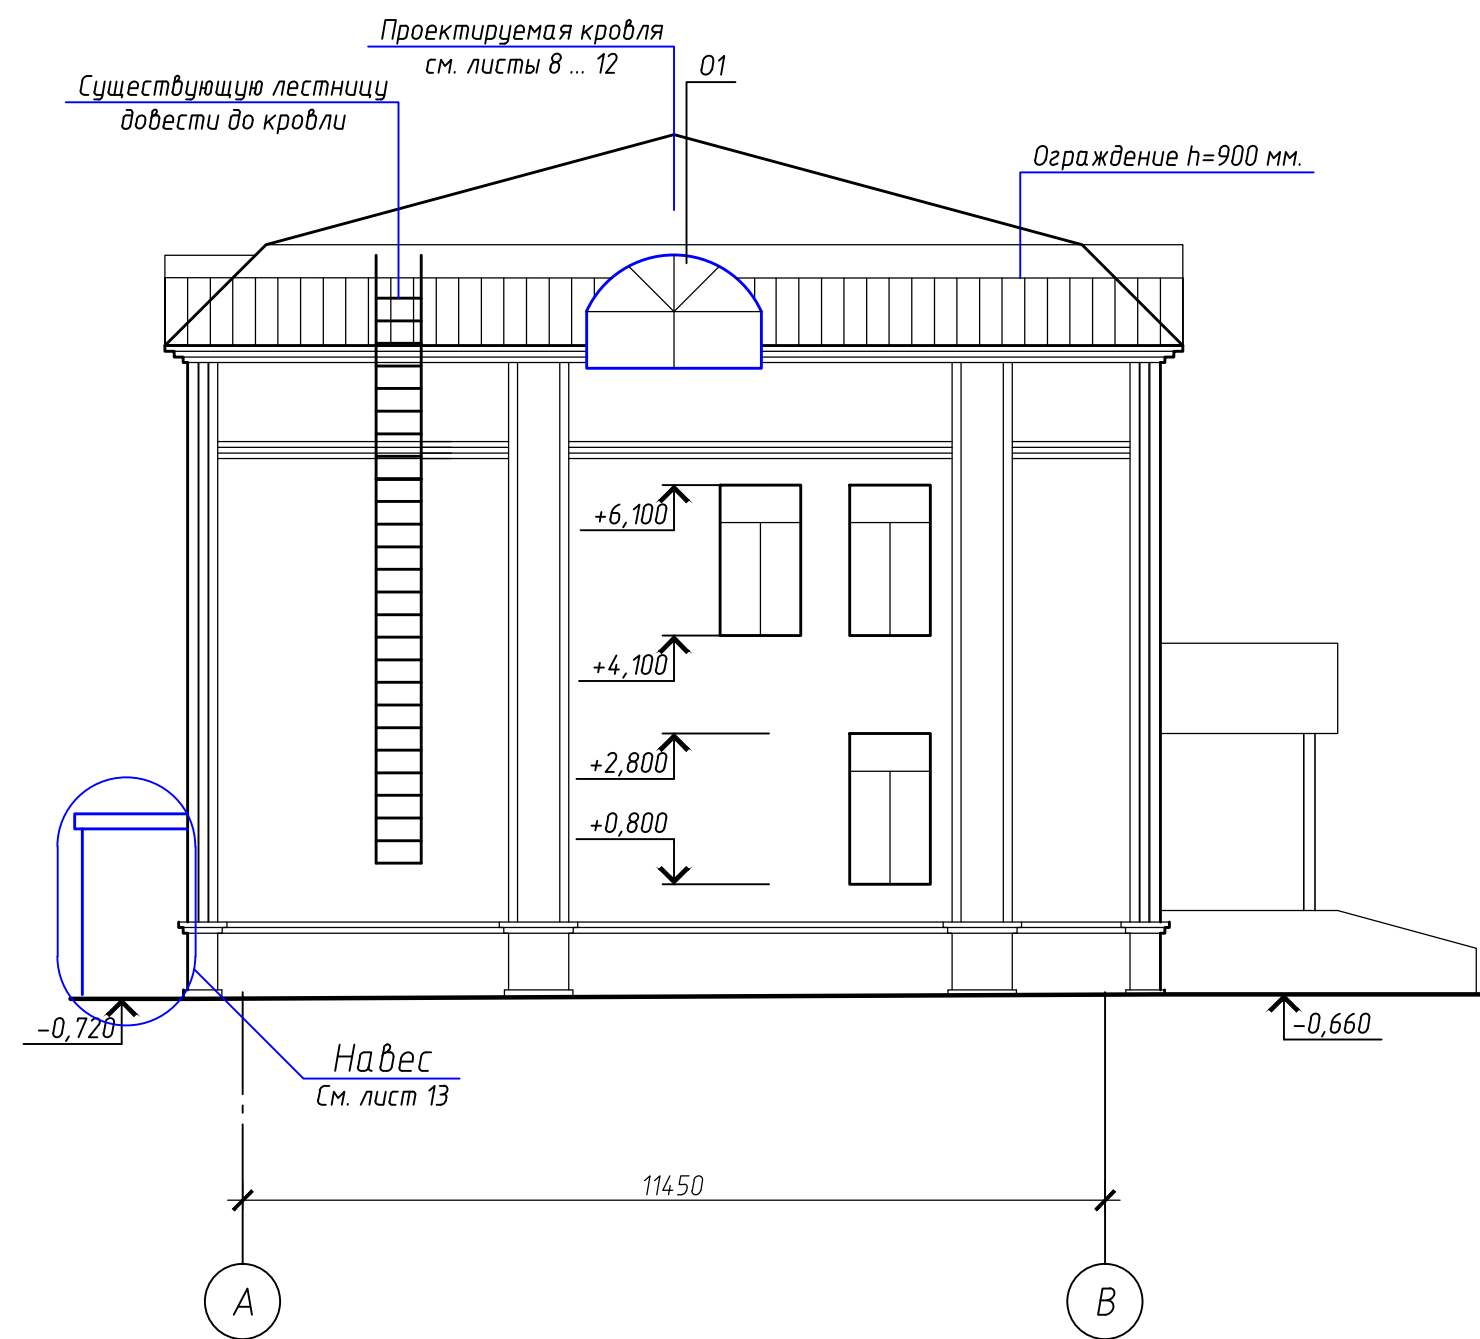 Проектируемая кровля
см. листы 8 ... 12
01
Существующую лестницу
довести до кровли
Ограждение h=900 мм.
+6,100
+4,100
+2,800
+0,800
-0,720
-0,660
Навес
См. лист 13
11450
А
В